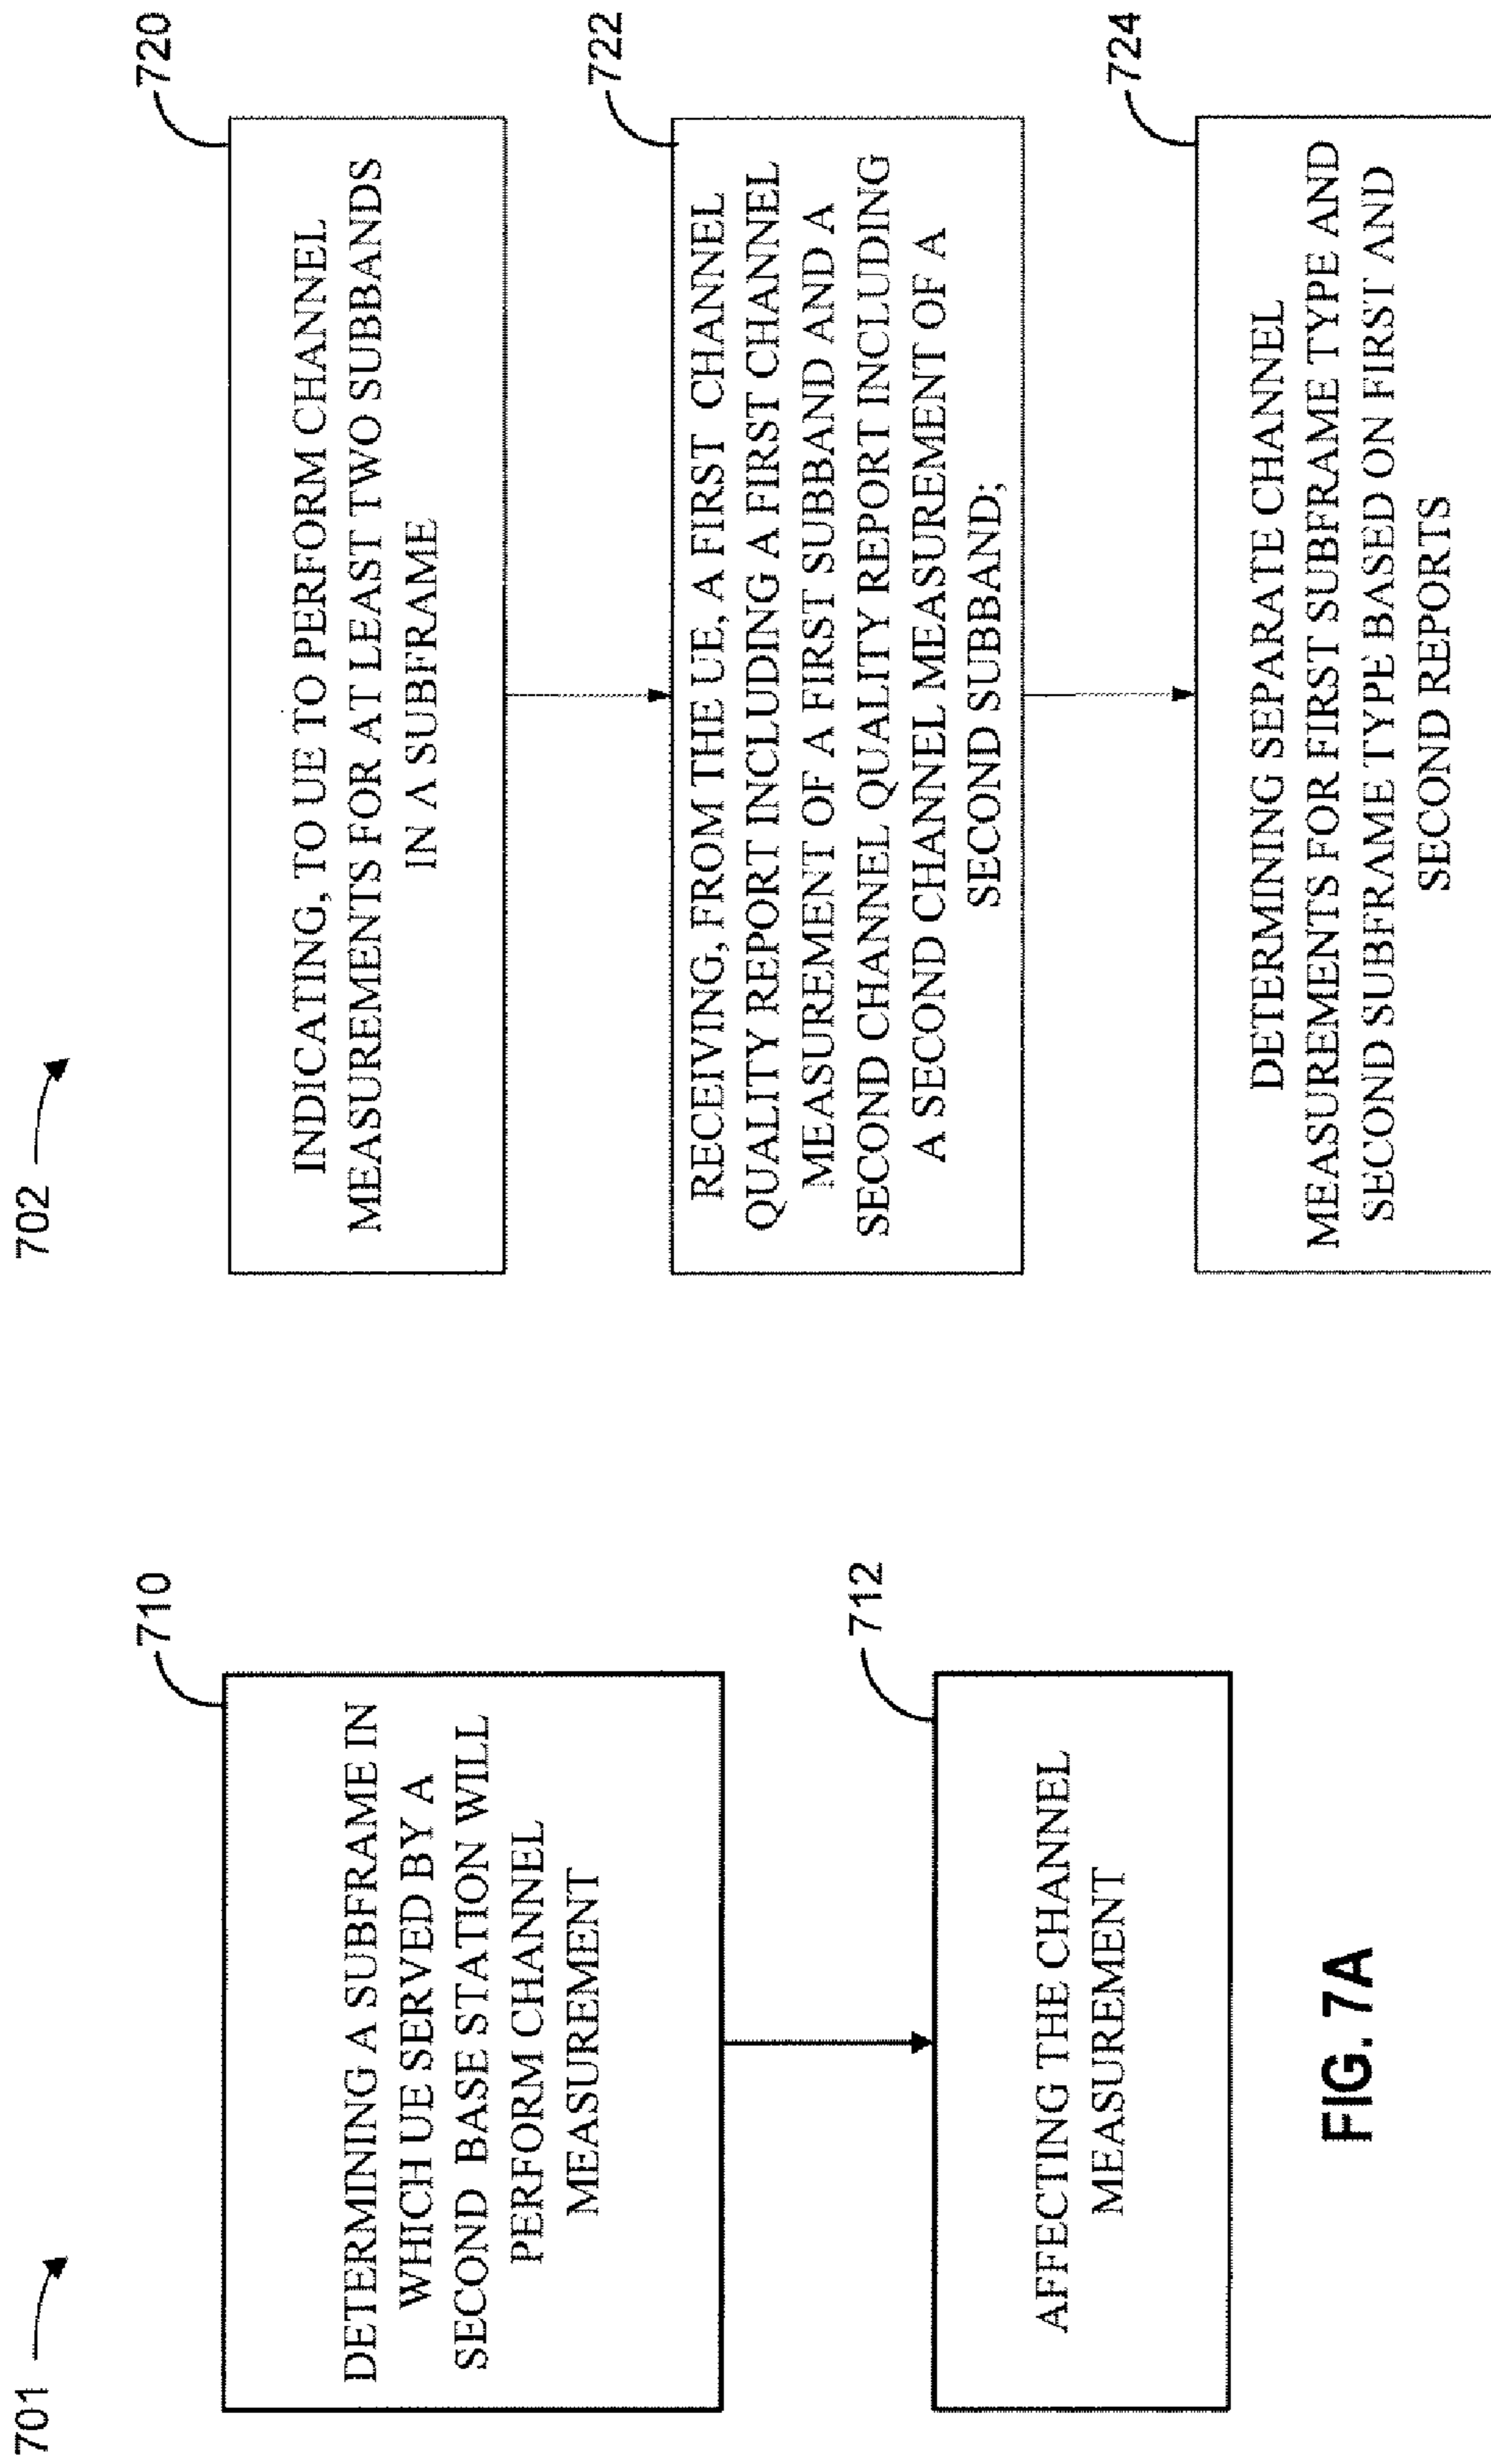 701
710
DETERMINING A SUBFRAME IN
WHICH UE SERVED BY A
SECOND BASE STATION WILL
PERFORM CHANNEL
MEASUREMENT
712
AFFECTING THE CHANNEL
MEASUREMENT
FIG. 7A
702
720
INDICATING, TO UE TO PERFORM CHANNEL
MEASUREMENTS FOR AT LEAST TWO SUBBANDS
IN A SUBFRAME
722
RECEIVING, FROM THE UE, A FIRST CHANNEL
QUALITY REPORT INCLUDING A FIRST CHANNEL
MEASUREMENT OF A FIRST SUBBAND AND A
SECOND CHANNEL QUALITY REPORT INCLUDING
A SECOND CHANNEL MEASUREMENT OF A
SECOND SUBBAND;
724
DETERMINING SEPARATE CHANNEL
MEASUREMENTS FOR FIRST SUBFRAME TYPE AND
SECOND SUBFRAME TYPE BASED ON FIRST AND
SECOND REPORTS